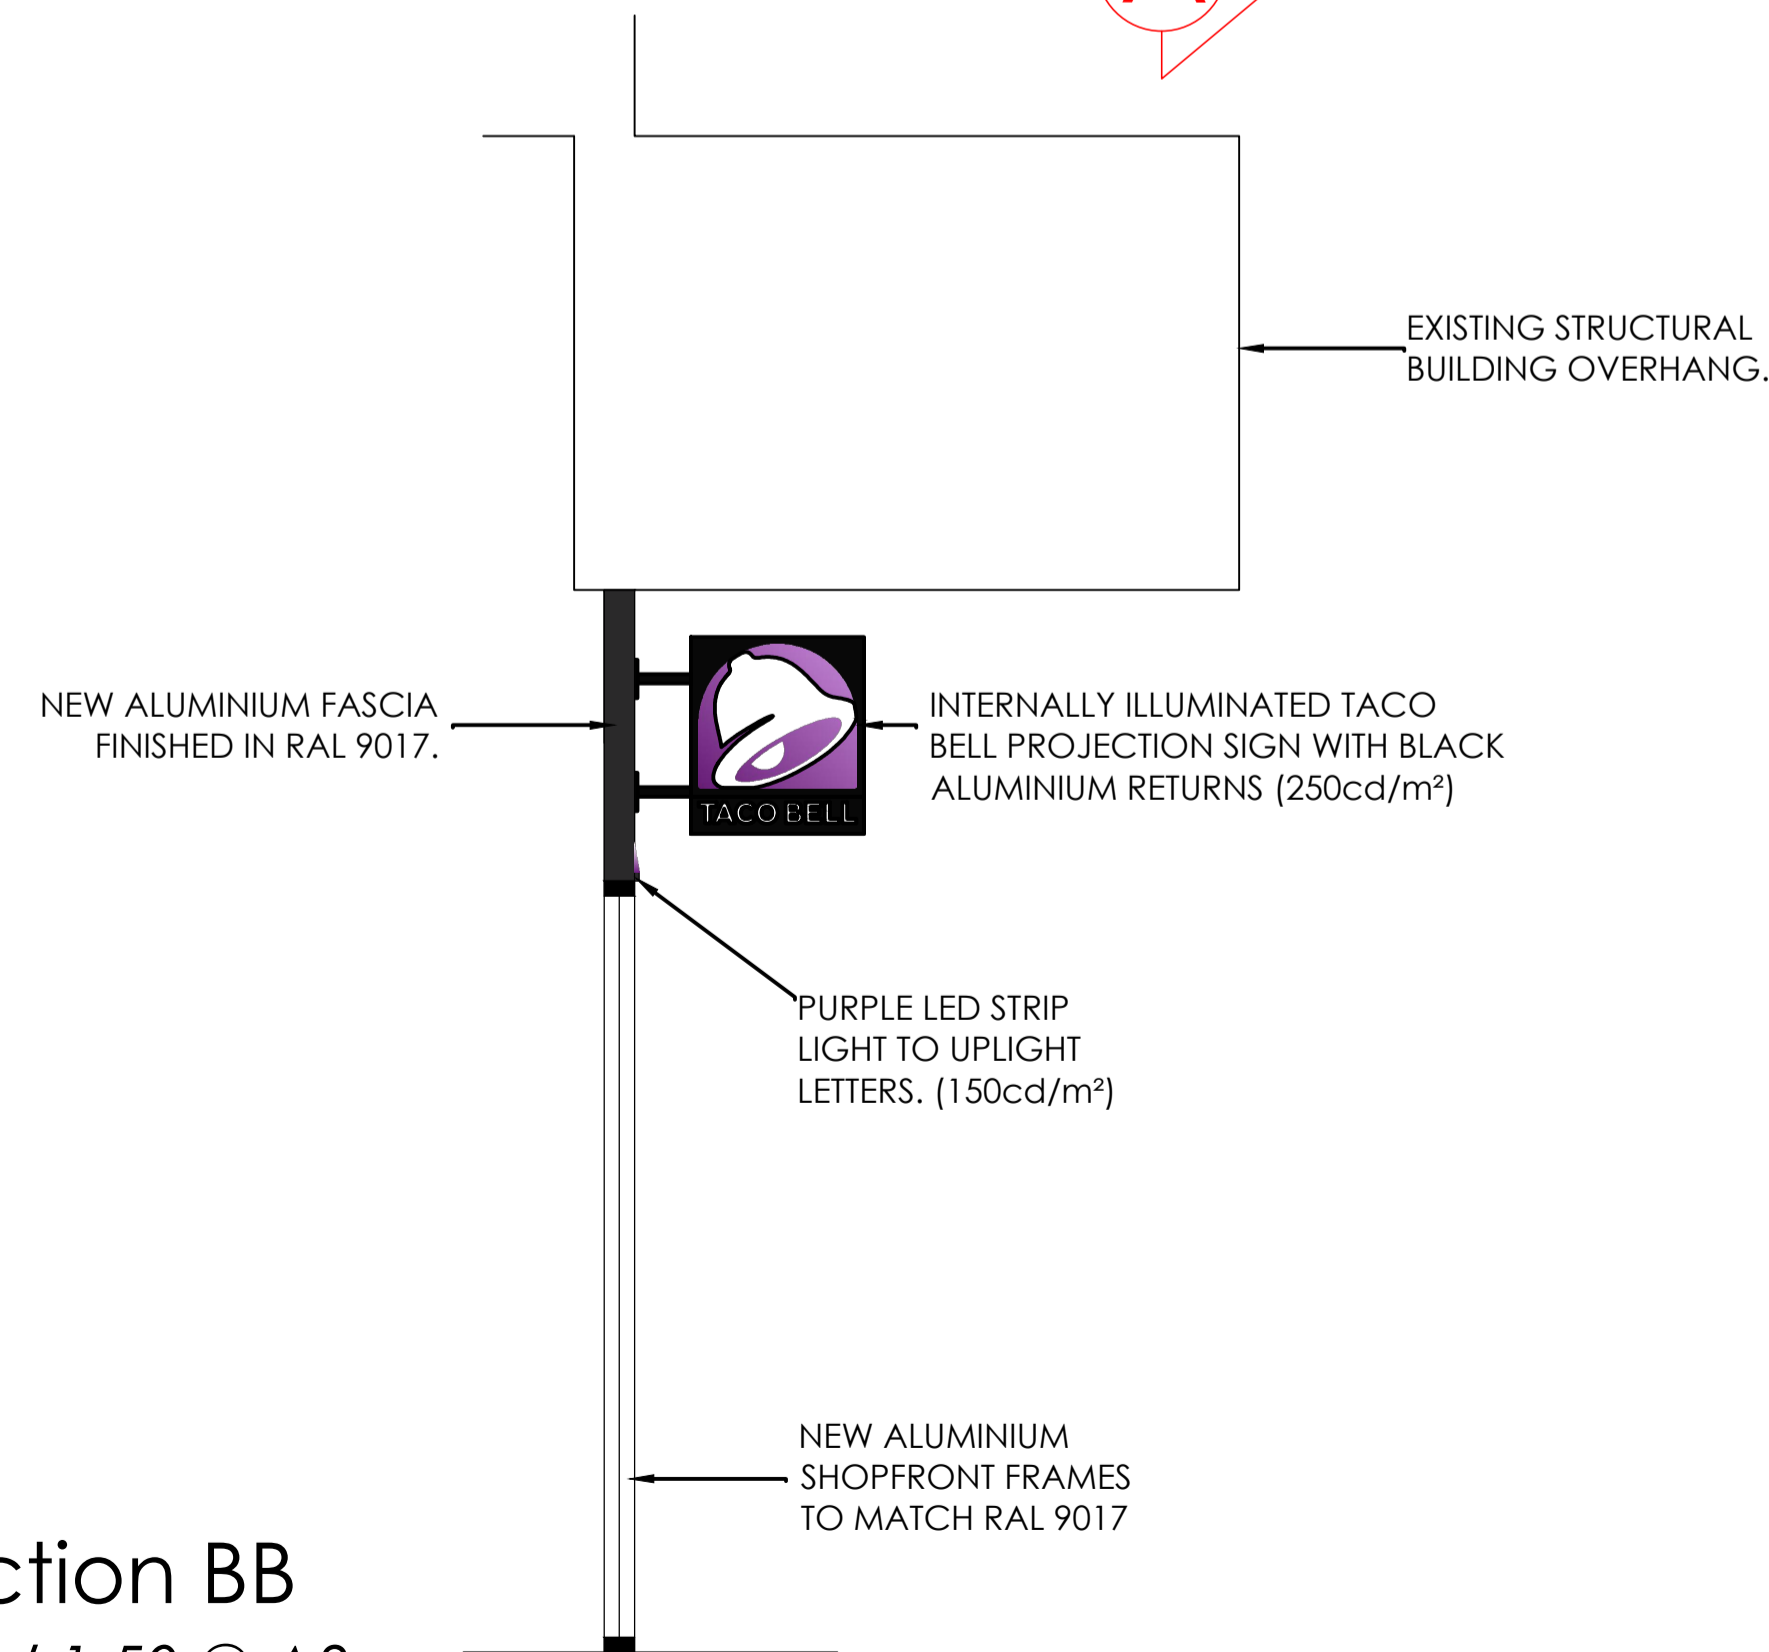 EXISTING STRUCTURAL
BUILDING OVERHANG.
NEW ALUMINIUM FASCIA
FINISHED IN RAL 9017.
TACO BELL
INTERNALLY ILLUMINATED TACO
BELL PROJECTION SIGN WITH BLACK
ALUMINIUM RETURNS (250cd/m²)
PURPLE LED STRIP
LIGHT TO UPLIGHT
LETTERS. (150cd/m²)
NEW ALUMINIUM
SHOPFRONT FRAMES
TO MATCH RAL 9017
ction BB